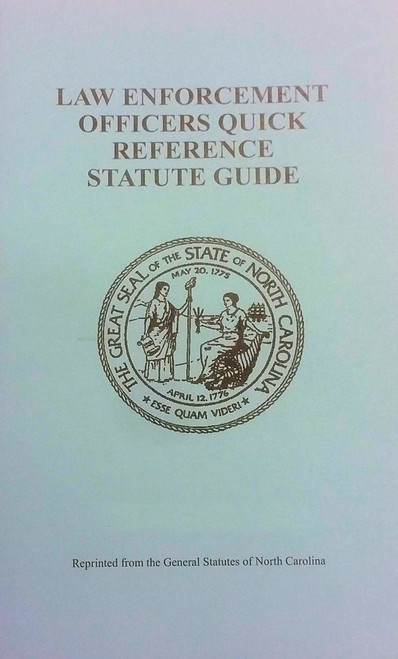 LAW ENFORCEMENT
OFFICERS QUICK
REFERENCE
STATUTE GUIDE
THE GREAT SEAL OF THE STATE OF NORTH CAROLINA
MAY 20, 1775
APRIL 12, 1776
★ ESSE QUAM VIDERI ★
Reprinted from the General Statutes of North Carolina